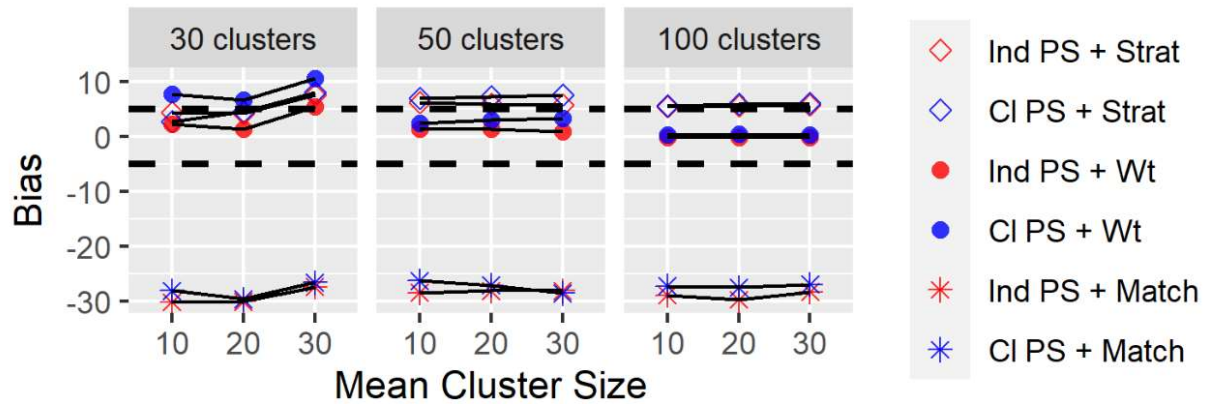 30 clusters
50 clusters
100 clusters
Bias
10
0
-10
-20
-30
10 20 30
10 20 30
10 20 30
Mean Cluster Size
Ind PS + Strat
Cl PS + Strat
Ind PS + Wt
Cl PS + Wt
Ind PS + Match
Cl PS + Match